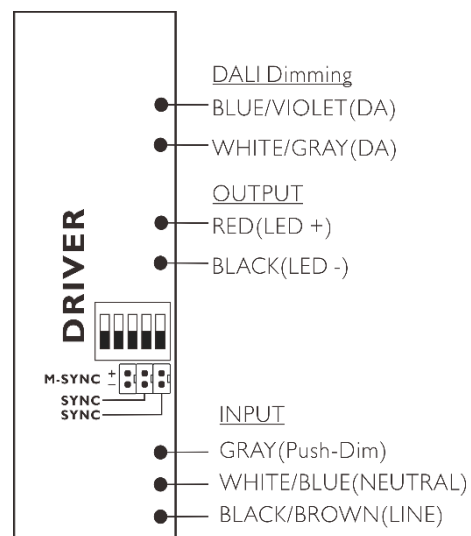 DALI Dimming
BLUE/VIOLET(DA)
WHITE/GRAY(DA)
OUTPUT
RED(LED +)
BLACK(LED -)
DRIVER
M-SYNC + -
SYNC
SYNC
INPUT
GRAY(Push-Dim)
WHITE/BLUE(NEUTRAL)
BLACK/BROWN(LINE)